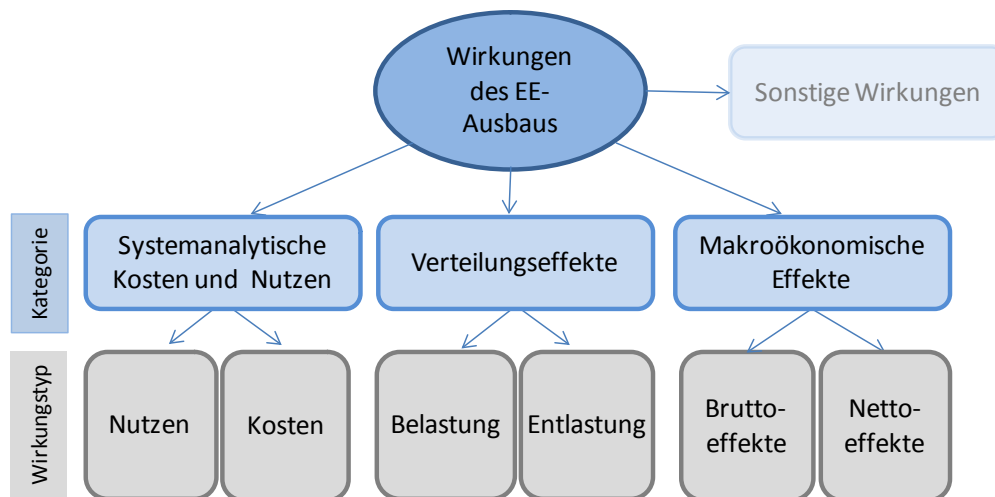 Wirkungen
des EE-
Ausbaus
Sonstige Wirkungen
Kategorie
Systemanalytische
Kosten und Nutzen
Verteilungseffekte
Makroökonomische
Effekte
Wirkungstyp
Nutzen
Kosten
Belastung
Entlastung
Brutto-
effekte
Netto-
effekte